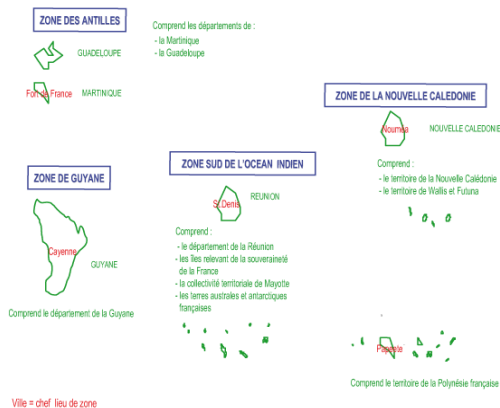 ZONE DES ANTILLES
GUADELOUPE
Fort de France
MARTINIQUE
Comprend les départements de :
- la Martinique
- la Guadeloupe
ZONE DE LA NOUVELLE CALEDONIE
Nouméa
NOUVELLE CALEDONIE
Comprend :
- le territoire de la Nouvelle Calédonie
- le territoire de Wallis et Futuna
ZONE DE GUYANE
Cayenne
GUYANE
Comprend le département de la Guyane
ZONE SUD DE L'OCEAN INDIEN
St.Denis
REUNION
Comprend :
- le département de la Réunion
- les îles relevant de la souveraineté
de la France
- la collectivité territoriale de Mayotte
- les terres australes et antarctiques
françaises
Papeete
Comprend le territoire de la Polynésie française
Ville = chef lieu de zone